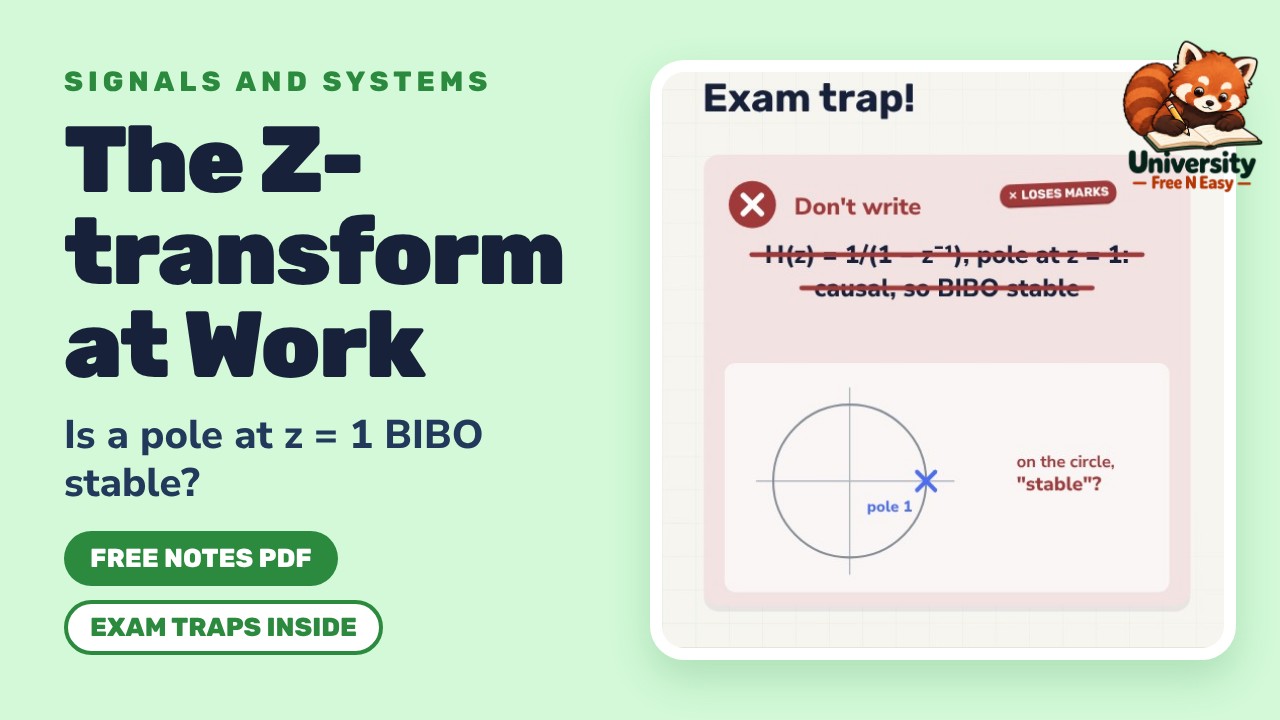 SIGNALS AND SYSTEMS
The Z-
transform
at Work
Is a pole at z = 1 BIBO
stable?
FREE NOTES PDF
EXAM TRAPS INSIDE
Exam trap!
Don't write
× LOSES MARKS
H(z) = 1/(1 − z⁻¹), pole at z = 1:
causal, so BIBO stable
pole 1
on the circle,
"stable"?
University
Free N Easy